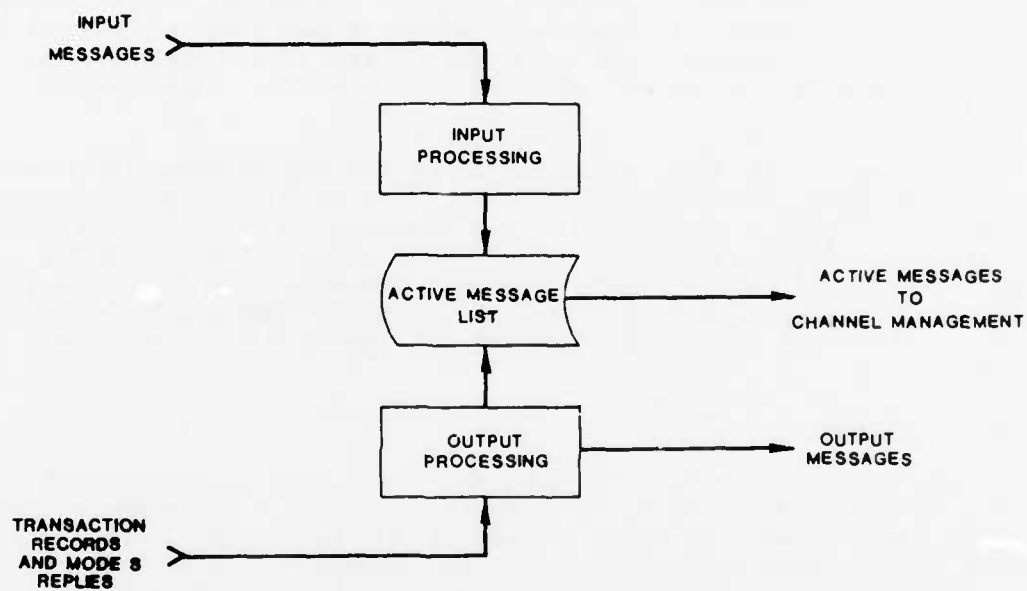 INPUT
MESSAGES
INPUT
PROCESSING
ACTIVE MESSAGE
LIST
ACTIVE MESSAGES
TO
CHANNEL MANAGEMENT
OUTPUT
PROCESSING
OUTPUT
MESSAGES
TRANSACTION
RECORDS
AND MODE S
REPLIES